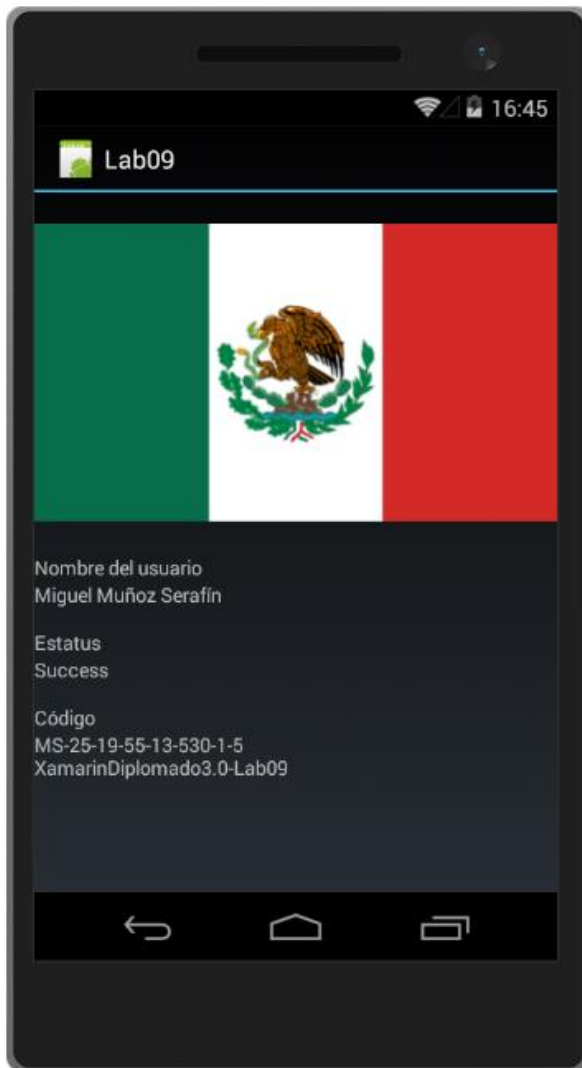 16:45
Lab09
Nombre del usuario
Miguel Muñoz Serafín
Estatus
Success
Código
MS-25-19-55-13-530-1-5
XamarinDiplomado3.0-Lab09